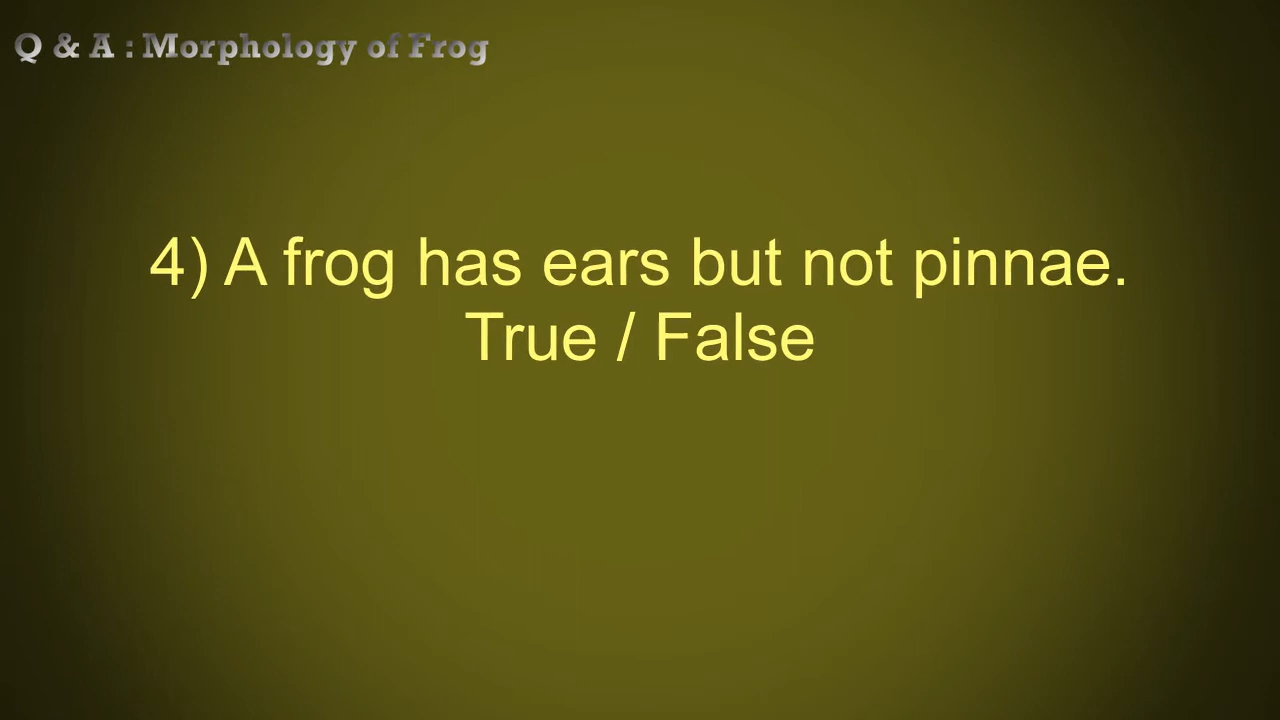 Q & A : Morphology of Frog
4) A frog has ears but not pinnae.
True / False